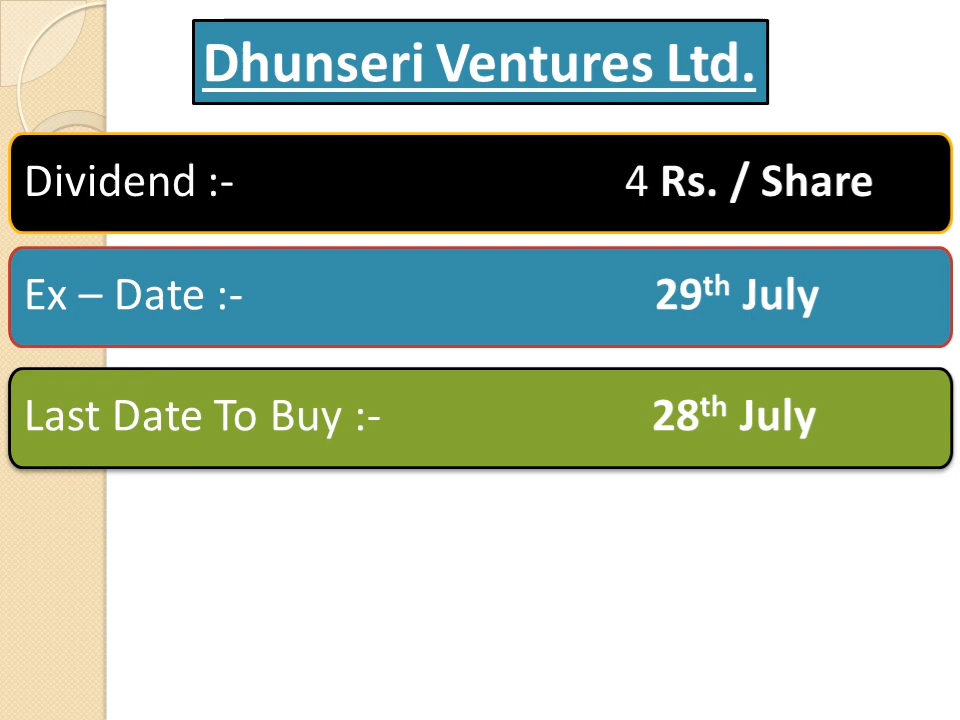 Dhunseri Ventures Ltd.
Dividend :- 4 Rs. / Share
Ex – Date :- 29th July
Last Date To Buy :- 28th July